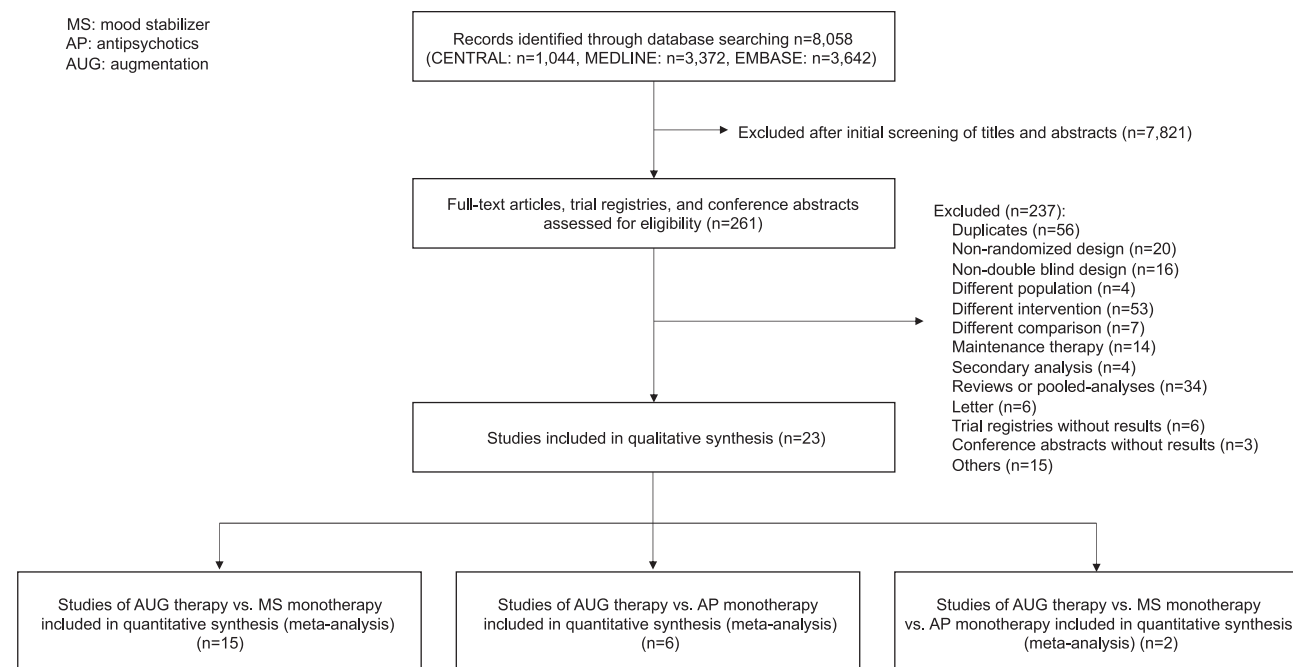 MS: mood stabilizer
AP: antipsychotics
AUG: augmentation
Records identified through database searching n=8,058
(CENTRAL: n=1,044, MEDLINE: n=3,372, EMBASE: n=3,642)
Excluded after initial screening of titles and abstracts (n=7,821)
Full-text articles, trial registries, and conference abstracts
assessed for eligibility (n=261)
Excluded (n=237):
Duplicates (n=56)
Non-randomized design (n=20)
Non-double blind design (n=16)
Different population (n=4)
Different intervention (n=53)
Different comparison (n=7)
Maintenance therapy (n=14)
Secondary analysis (n=4)
Reviews or pooled-analyses (n=34)
Letter (n=6)
Trial registries without results (n=6)
Conference abstracts without results (n=3)
Others (n=15)
Studies included in qualitative synthesis (n=23)
Studies of AUG therapy vs. MS monotherapy
included in quantitative synthesis (meta-analysis)
(n=15)
Studies of AUG therapy vs. AP monotherapy
included in quantitative synthesis (meta-analysis)
(n=6)
Studies of AUG therapy vs. MS monotherapy
vs. AP monotherapy included in quantitative synthesis
(meta-analysis) (n=2)